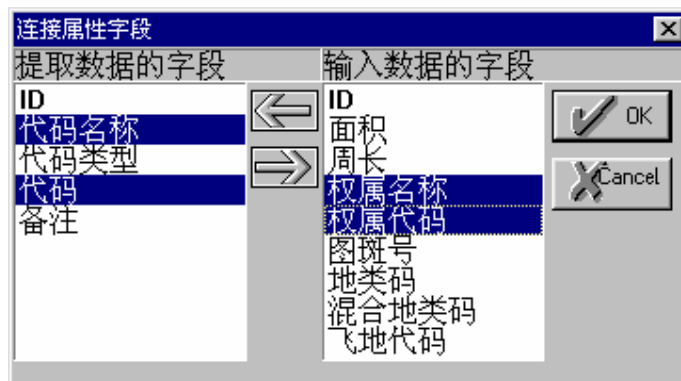 连接属性字段
提取数据的字段
输入数据的字段
ID
代码名称
代码类型
代码
备注
ID
面积
周长
权属名称
权属代码
图斑号
地类码
混合地类码
飞地代码
OK
Cancel